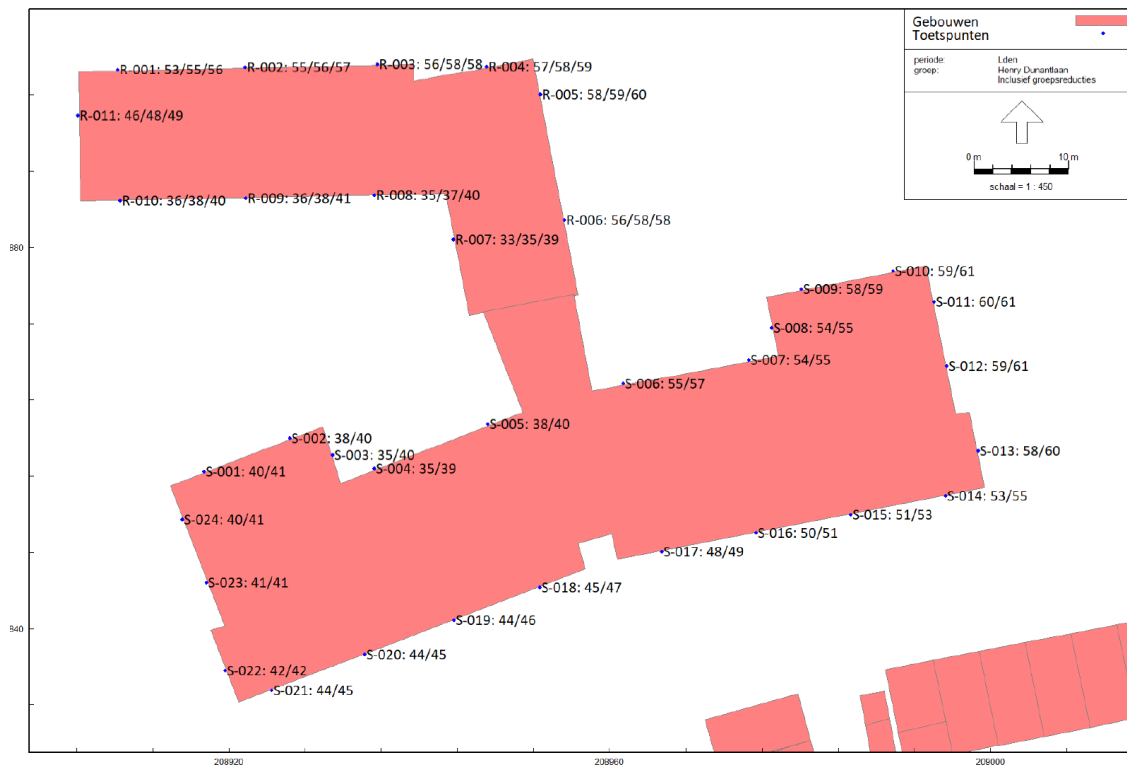 Gebouwen
Toetspunten
periode: Lden
groep: Henry Dunantlaan
Inclusief groepsreducties
0 m 10 m
schaal = 1 : 450
R-001: 53/55/56
R-002: 55/56/57
R-003: 56/58/58
R-004: 57/58/59
R-005: 58/59/60
R-011: 46/48/49
R-010: 36/38/40
R-009: 36/38/41
R-008: 35/37/40
R-006: 56/58/58
R-007: 33/35/39
880
S-010: 59/61
S-009: 58/59
S-011: 60/61
S-008: 54/55
S-007: 54/55
S-012: 59/61
S-006: 55/57
S-005: 38/40
S-002: 38/40
S-003: 35/40
S-004: 35/39
S-001: 40/41
S-013: 58/60
S-014: 53/55
S-015: 51/53
S-024: 40/41
S-016: 50/51
S-017: 48/49
S-023: 41/41
S-018: 45/47
S-019: 44/46
840
S-020: 44/45
S-022: 42/42
S-021: 44/45
208920 208960 209000